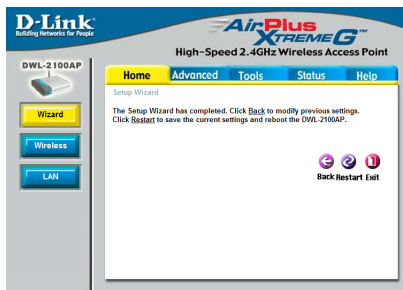 D-Link
Building Networks for People
AirPlus
XTREME G™
High-Speed 2.4GHz Wireless Access Point
DWL-2100AP
Home Advanced Tools Status Help
Wizard
Wireless
LAN
Setup Wizard
The Setup Wizard has completed. Click Back to modify previous settings.
Click Restart to save the current settings and reboot the DWL-2100AP.
Back Restart Exit